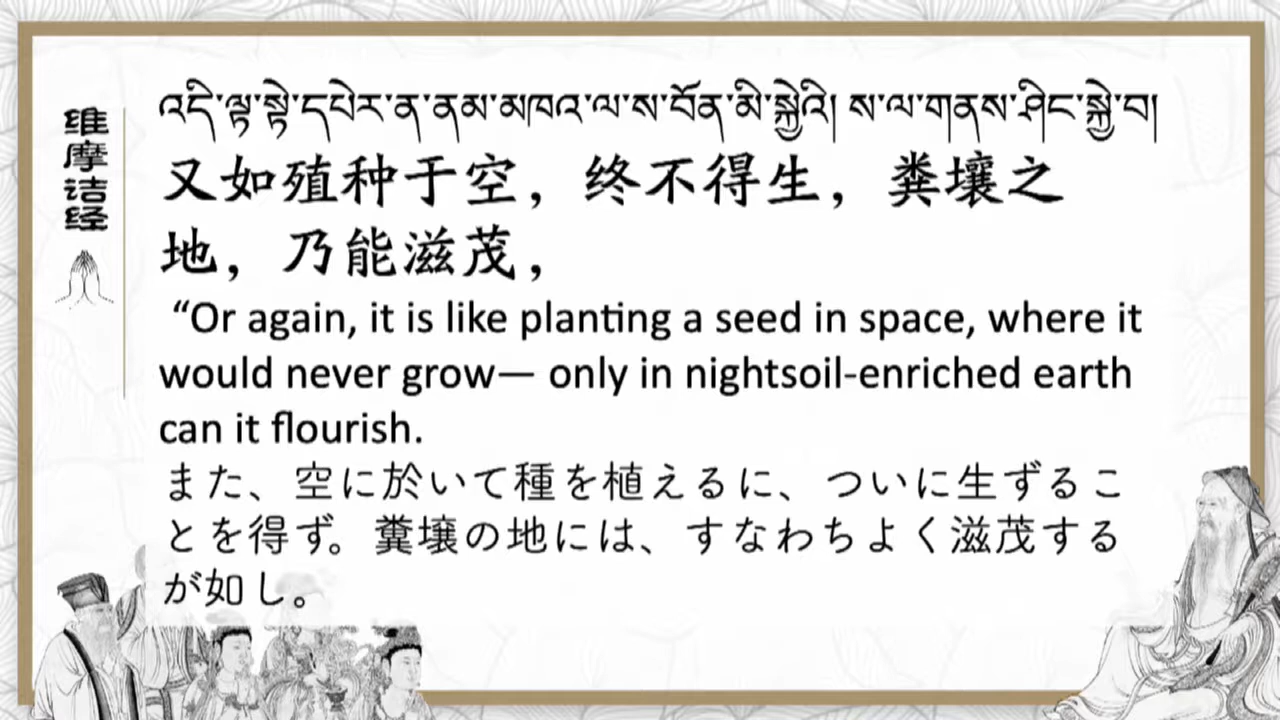 维摩诘经
འདི་ལྟ་སྟེ་དཔེར་ན་ནམ་མཁའ་ལ་ས་བོན་མི་སྐྱེའི། ས་ལ་གནས་ཤིང་སྐྱེ་བ།
又如殖种于空，终不得生，粪壤之
地，乃能滋茂，
“Or again, it is like planting a seed in space, where it
would never grow— only in nightsoil-enriched earth
can it flourish.
また、空に於いて種を植えるに、ついに生ずるこ
とを得ず。糞壌の地には、すなわちよく滋茂する
が如し。